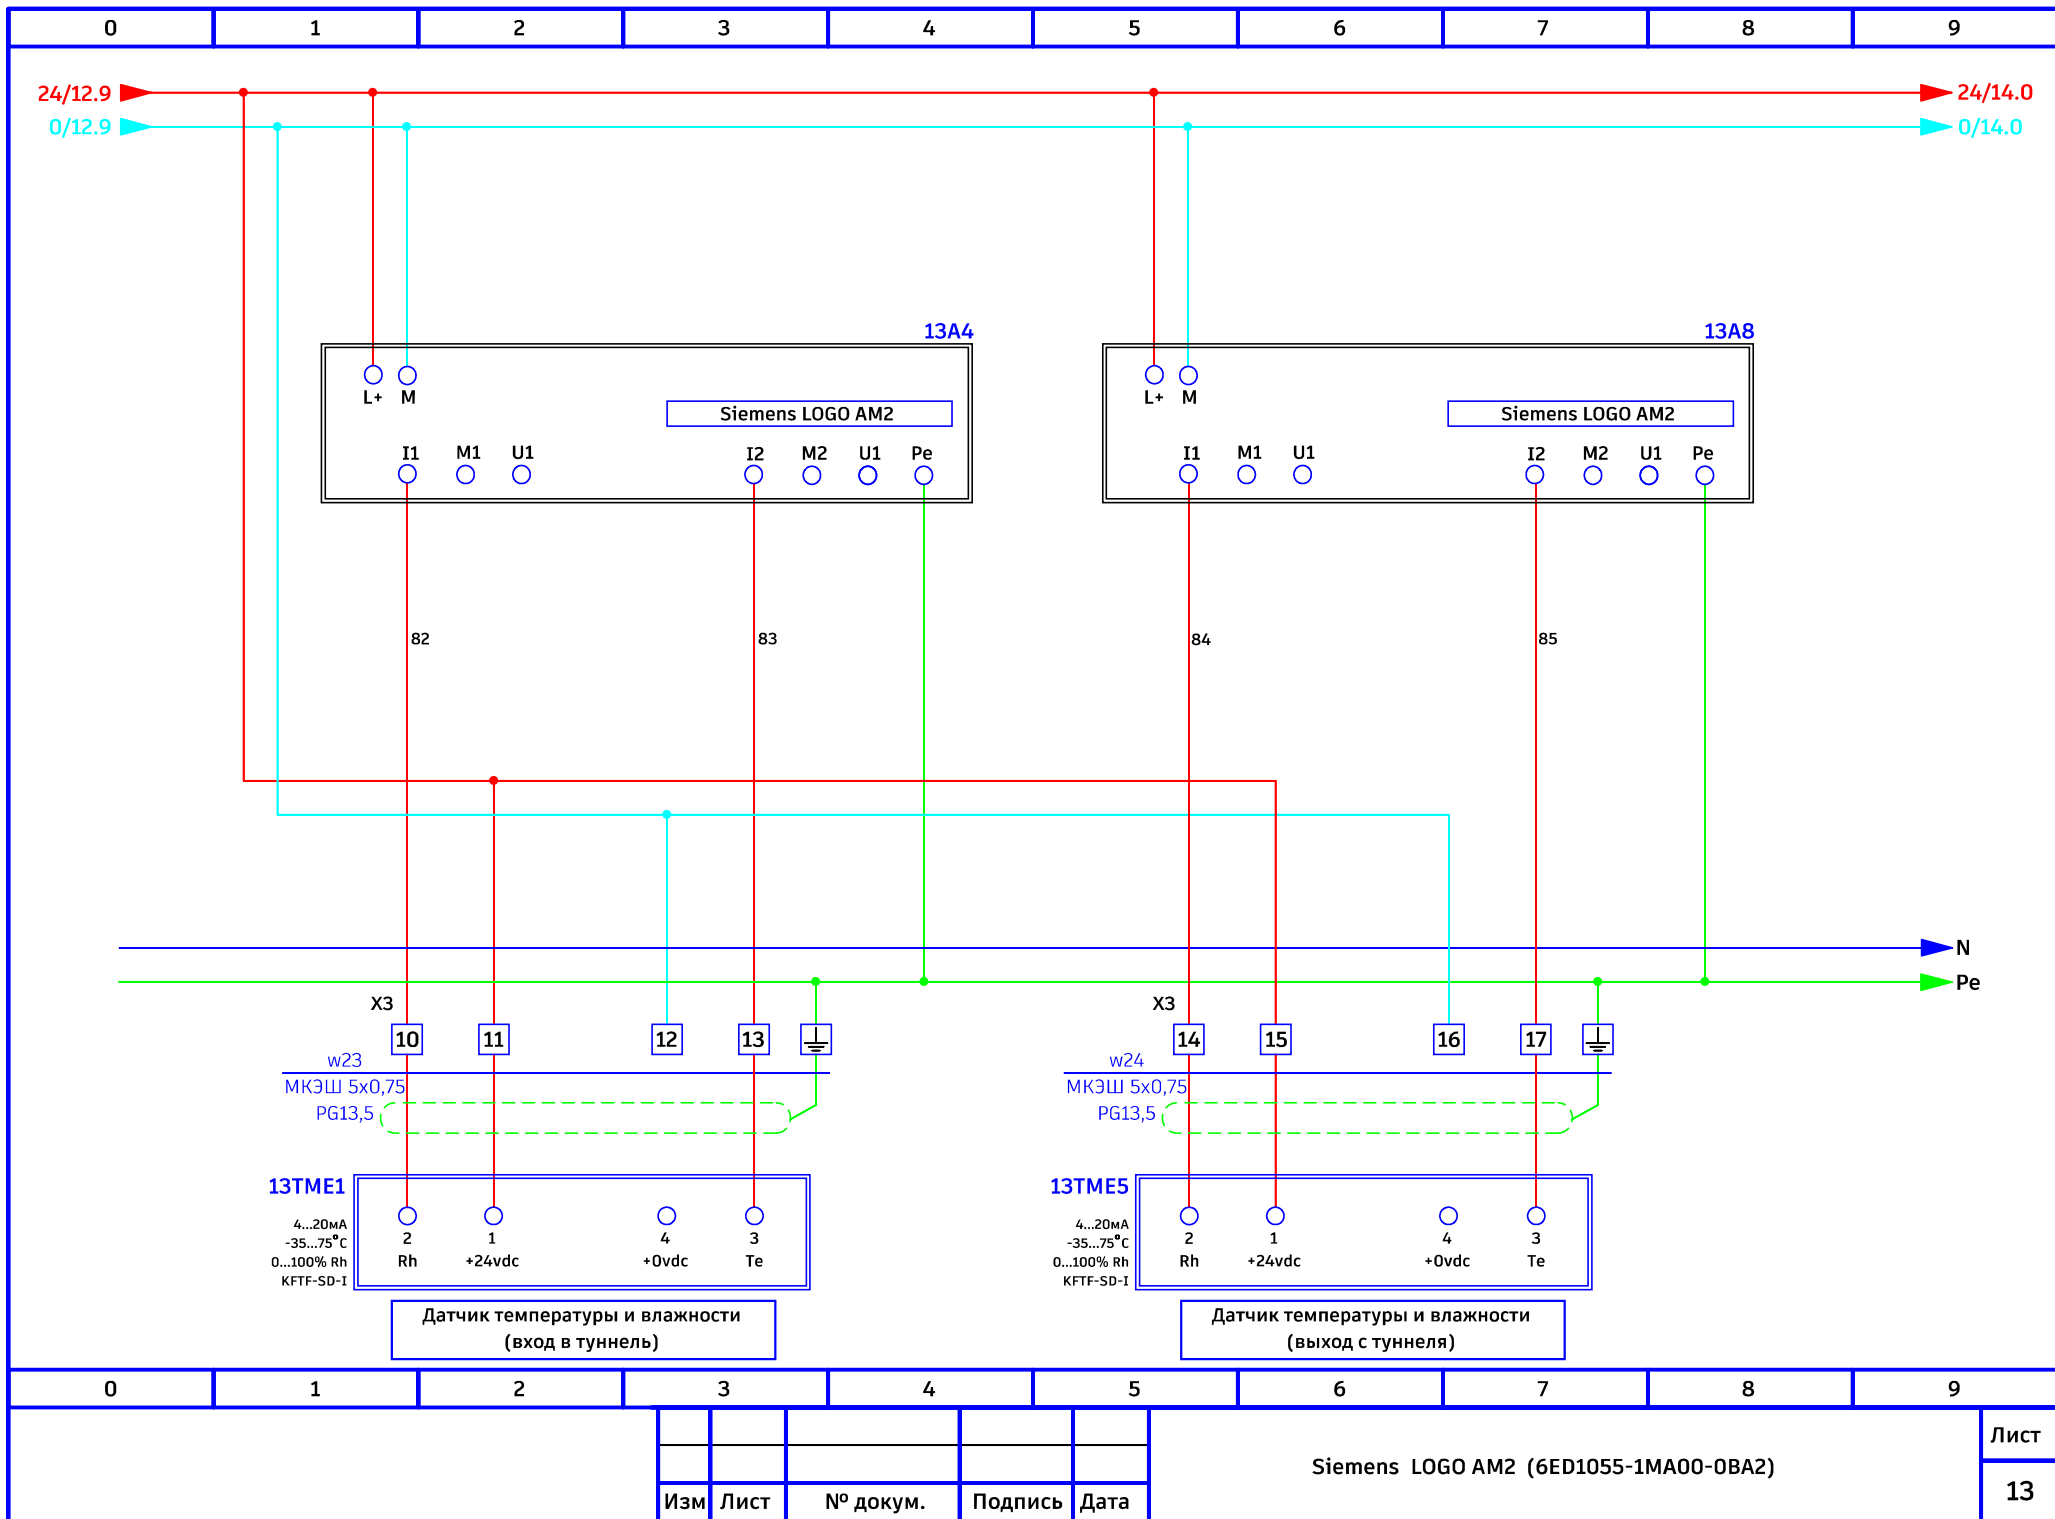 0 1 2 3 4 5 6 7 8 9
24/12.9 24/14.0
0/12.9 0/14.0
13A4 13A8
L+ M L+ M
Siemens LOGO AM2 Siemens LOGO AM2
I1 M1 U1 I2 M2 U1 Pe I1 M1 U1 I2 M2 U1 Pe
82 83 84 85
N
Pe
X3 X3
10 11 12 13 14 15 16 17
w23 w24
МКЭШ 5x0,75 МКЭШ 5x0,75
PG13,5 PG13,5
13TME1 13TME5
4...20мА 4...20мА
2 1 4 3 2 1 4 3
-35...75°C -35...75°C
0...100% Rh Rh +24vdc +0vdc Te 0...100% Rh Rh +24vdc +0vdc Te
KFTF-SD-I KFTF-SD-I
Датчик температуры и влажности Датчик температуры и влажности
(вход в туннель) (выход с туннеля)
0 1 2 3 4 5 6 7 8 9
Лист
Siemens LOGO AM2 (6ED1055-1MA00-0BA2)
13
Изм Лист № докум. Подпись Дата